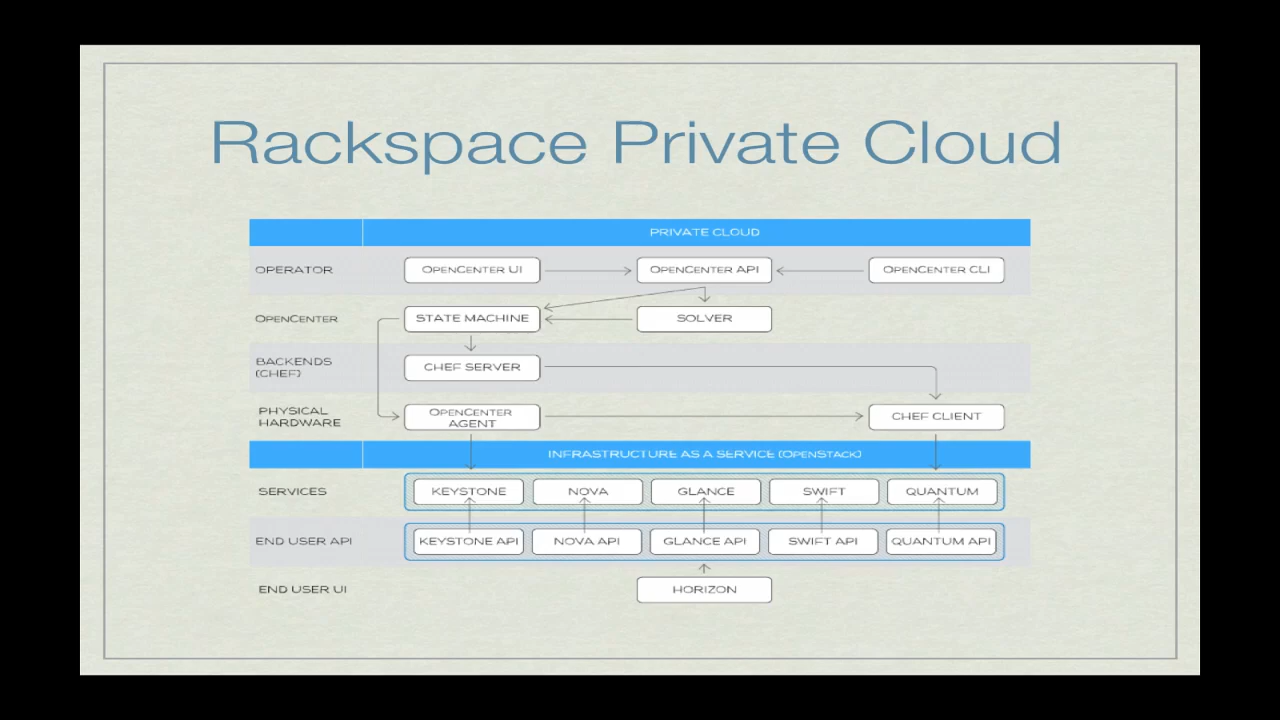 Rackspace Private Cloud
PRIVATE CLOUD
OPERATOR
OPENCENTER UI
OPENCENTER API
OPENCENTER CLI
OPENCENTER
STATE MACHINE
SOLVER
BACKENDS
(CHEF)
CHEF SERVER
PHYSICAL
HARDWARE
OPENCENTER
AGENT
CHEF CLIENT
INFRASTRUCTURE AS A SERVICE (OPENSTACK)
SERVICES
KEYSTONE
NOVA
GLANCE
SWIFT
QUANTUM
END USER API
KEYSTONE API
NOVA API
GLANCE API
SWIFT API
QUANTUM API
END USER UI
HORIZON